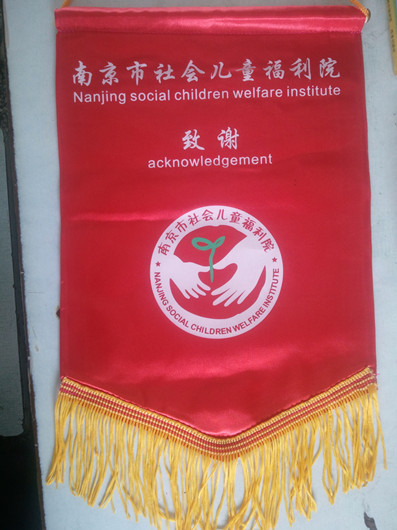 南京市社会儿童福利院
Nanjing social children welfare institute
致谢
acknowledgement
南京市社会儿童福利院
NANJING SOCIAL CHILDREN WELFARE INSTITUTE